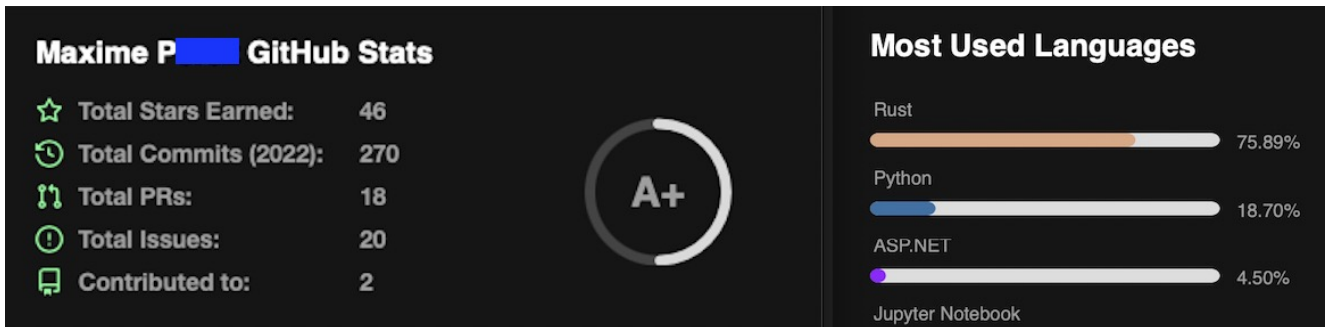 Maxime P GitHub Stats
Total Stars Earned: 46
Total Commits (2022): 270
Total PRs: 18
Total Issues: 20
Contributed to: 2
A+
Most Used Languages
Rust
75.89%
Python
18.70%
ASP.NET
4.50%
Jupyter Notebook